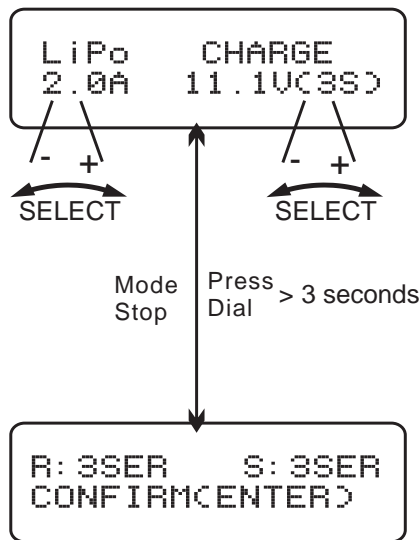 LiPo CHARGE
2.0A 11.1V(3S)
- +
- +
SELECT
SELECT
Mode
Stop
Press
Dial
> 3 seconds
R: 3SER S: 3SER
CONFIRM(ENTER)